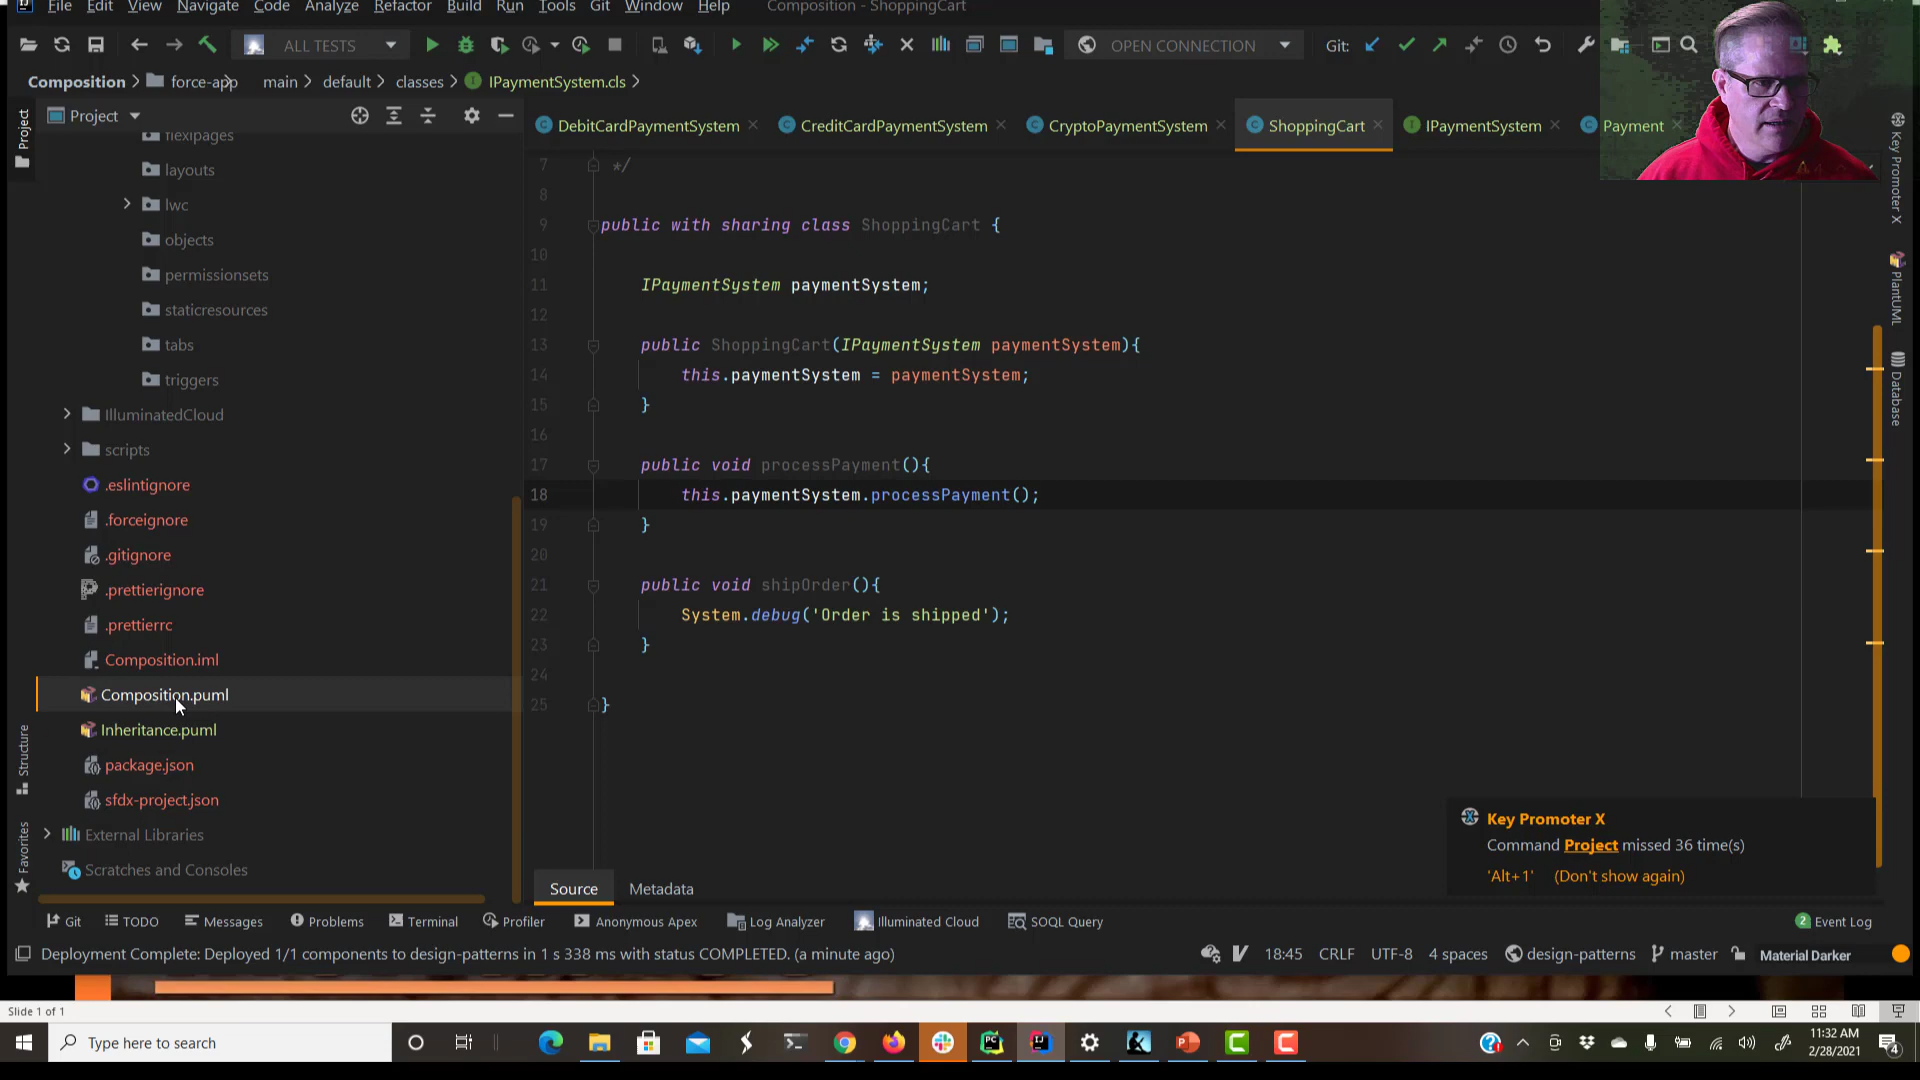 File Edit View Navigate Code Analyze Refactor Build Run Tools Git Window Help Composition - ShoppingCart
ALL TESTS OPEN CONNECTION Git:
Composition force-app main default classes IPaymentSystem.cls
Project
DebitCardPaymentSystem CreditCardPaymentSystem CryptoPaymentSystem ShoppingCart IPaymentSystem Payment
Project
Structure
Favorites
flexipages
layouts
lwc
objects
permissionsets
staticresources
tabs
triggers
IlluminatedCloud
scripts
.eslintignore
.forceignore
.gitignore
.prettierignore
.prettierrc
Composition.iml
Composition.puml
Inheritance.puml
package.json
sfdx-project.json
External Libraries
Scratches and Consoles
7 */
8
9 public with sharing class ShoppingCart {
10
11 IPaymentSystem paymentSystem;
12
13 public ShoppingCart(IPaymentSystem paymentSystem){
14 this.paymentSystem = paymentSystem;
15 }
16
17 public void processPayment(){
18 this.paymentSystem.processPayment();
19 }
20
21 public void shipOrder(){
22 System.debug('Order is shipped');
23 }
24
25 }
Key Promoter X
PlantUML
Database
Key Promoter X
Command Project missed 36 time(s)
'Alt+1' (Don't show again)
Source Metadata
Git TODO Messages Problems Terminal Profiler Anonymous Apex Log Analyzer Illuminated Cloud SOQL Query 2 Event Log
Deployment Complete: Deployed 1/1 components to design-patterns in 1 s 338 ms with status COMPLETED. (a minute ago) 18:45 CRLF UTF-8 4 spaces design-patterns master Material Darker
Slide 1 of 1
Type here to search
11:32 AM
2/28/2021
4